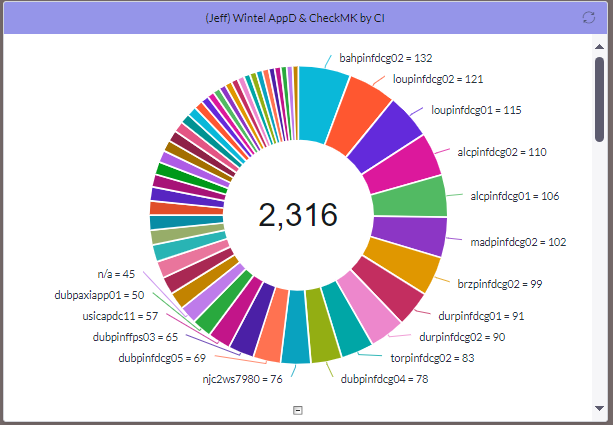 (Jeff) Wintel AppD & CheckMK by CI
bahpinfdcg02 = 132
loupinfdcg02 = 121
loupinfdcg01 = 115
alcpinfdcg02 = 110
alcpinfdcg01 = 106
madpinfdcg02 = 102
brzpinfdcg02 = 99
durpinfdcg01 = 91
durpinfdcg02 = 90
torpinfdcg02 = 83
dubpinfdcg04 = 78
njc2ws7980 = 76
dubpinfdcg05 = 69
dubpinffps03 = 65
usicapdc11 = 57
dubpaxiapp01 = 50
n/a = 45
2,316